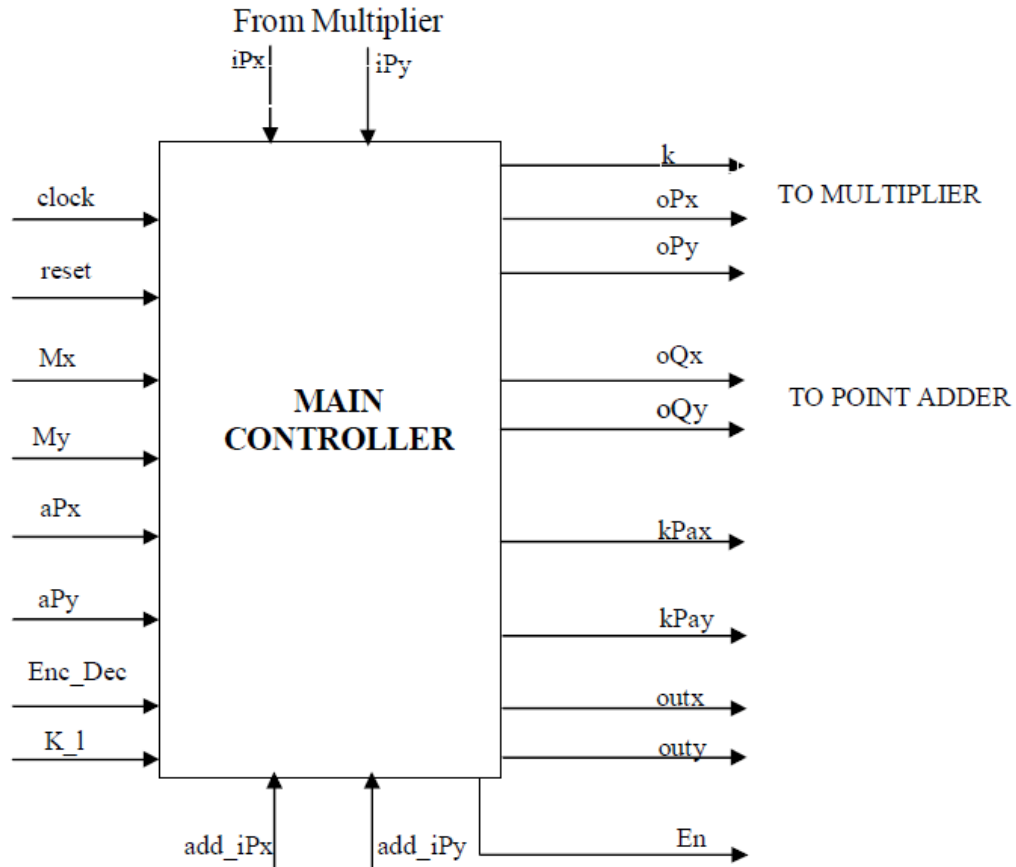 From Multiplier
iPx
iPy
clock
reset
Mx
My
aPx
aPy
Enc_Dec
K_l
MAIN
CONTROLLER
k
oPx
oPy
TO MULTIPLIER
oQx
oQy
TO POINT ADDER
kPax
kPay
outx
outy
add_iPx
add_iPy
En